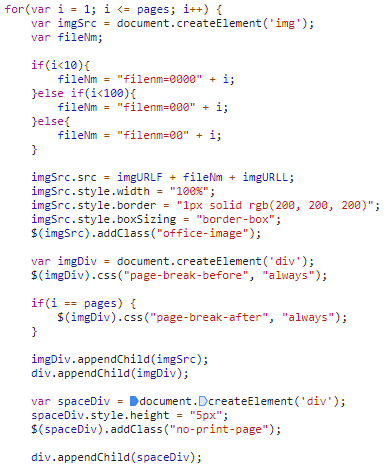 for(var i = 1; i <= pages; i++) {
    var imgSrc = document.createElement('img');
    var fileNm;

    if(i<10){
        fileNm = "filenm=0000" + i;
    }else if(i<100){
        fileNm = "filenm=000" + i;
    }else{
        fileNm = "filenm=00" + i;
    }

    imgSrc.src = imgURLF + fileNm + imgURLL;
    imgSrc.style.width = "100%";
    imgSrc.style.border = "1px solid rgb(200, 200, 200)";
    imgSrc.style.boxSizing = "border-box";
    $(imgSrc).addClass("office-image");

    var imgDiv = document.createElement('div');
    $(imgDiv).css("page-break-before", "always");

    if(i == pages) {
        $(imgDiv).css("page-break-after", "always");
    }

    imgDiv.appendChild(imgSrc);
    div.appendChild(imgDiv);

    var spaceDiv = document.createElement('div');
    spaceDiv.style.height = "5px";
    $(spaceDiv).addClass("no-print-page");

    div.appendChild(spaceDiv);